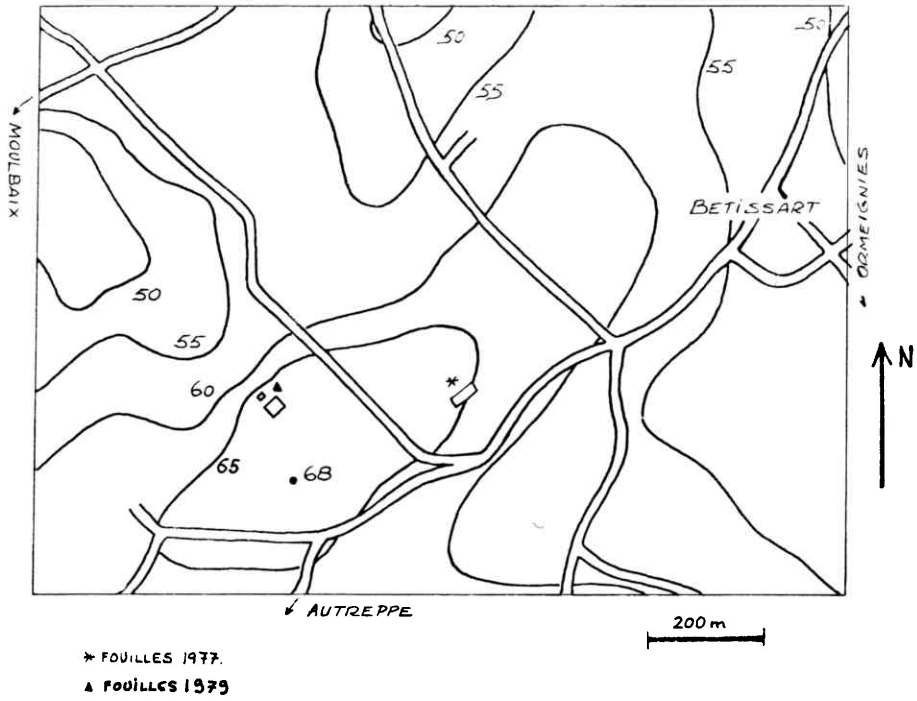 50
50
55
55
MOULBAIX
BETISSART
ORMEIGNIES
50
55
60
N
65
68
AUTREPPE
200 m
* FOUILLES 1977.
▲ FOUILLES 1979